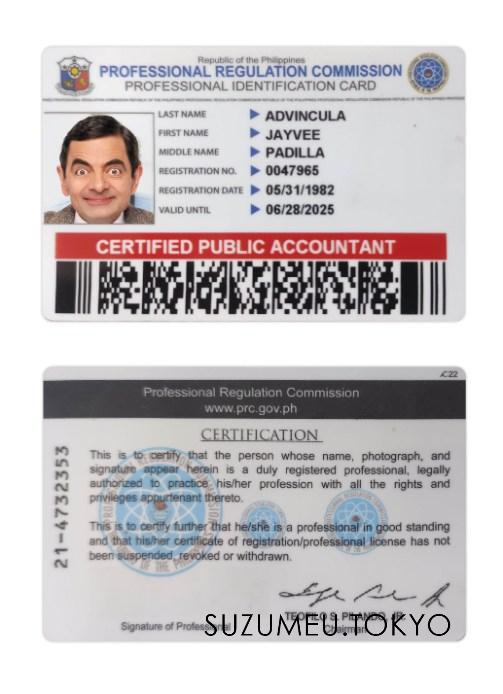 Republic of the Philippines
PROFESSIONAL REGULATION COMMISSION
PROFESSIONAL IDENTIFICATION CARD
LAST NAME ▶ ADVINCULA
FIRST NAME ▶ JAYVEE
MIDDLE NAME ▶ PADILLA
REGISTRATION NO. ▶ 0047965
REGISTRATION DATE ▶ 05/31/1982
VALID UNTIL ▶ 06/28/2025
CERTIFIED PUBLIC ACCOUNTANT
Professional Regulation Commission
www.prc.gov.ph
CERTIFICATION
This is to certify that the person whose name, photograph, and
signature appear herein is a duly registered professional, legally
authorized to practice his/her profession with all the rights and
privileges appurtenant thereto.
This is to certify further that he/she is a professional in good standing
and that his/her certificate of registration/professional license has not
been suspended, revoked or withdrawn.
21-4732353
TEOFILO S. PILANDO, JR.
Signature of Professional
Chairman
SUZUMEU.TOKYO